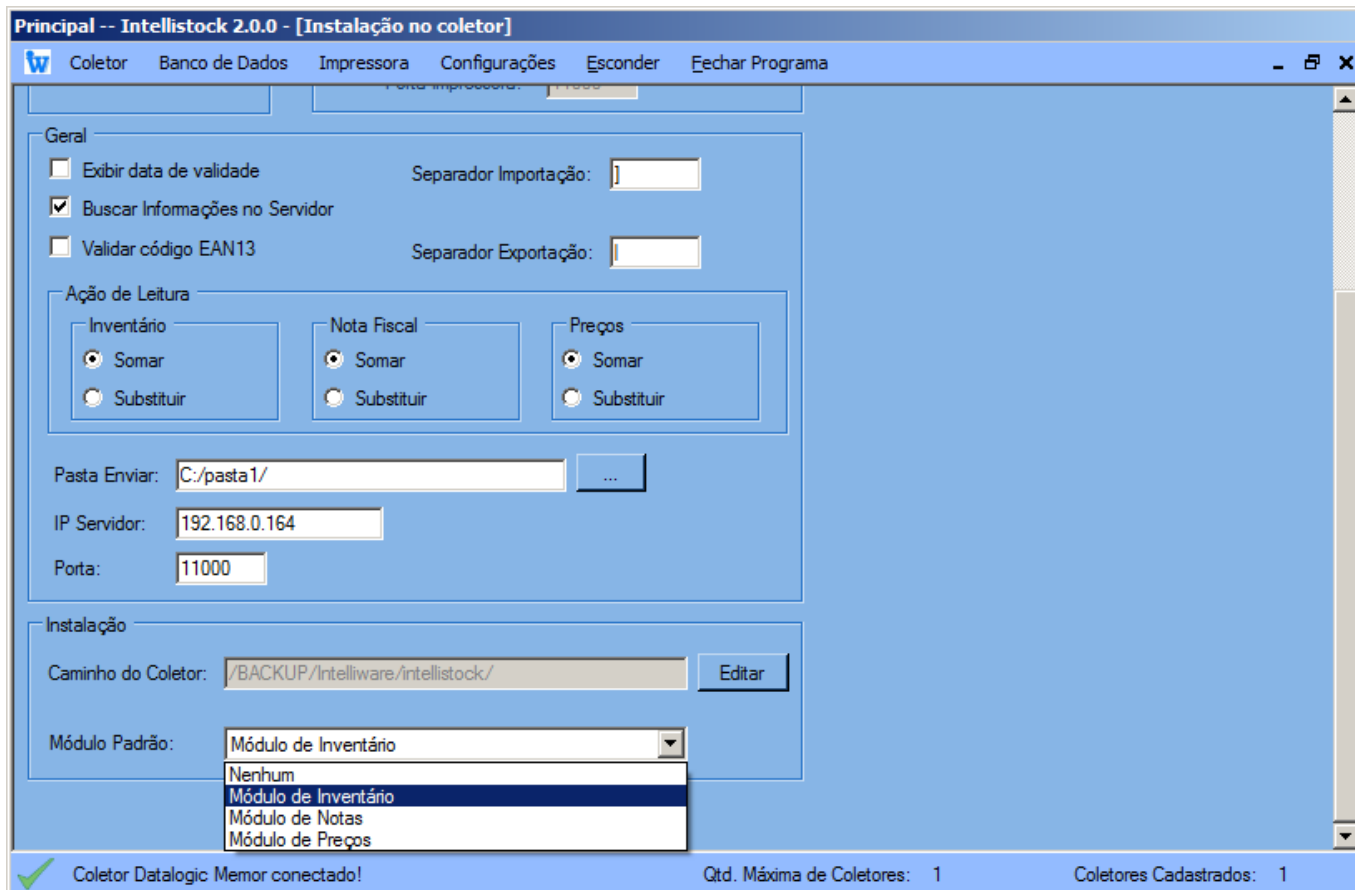 Principal -- Intellistock 2.0.0 - [Instalação no coletor]
Coletor Banco de Dados Impressora Configurações Esconder Fechar Programa
Porta Impressora: 11000
Geral
Exibir data de validade Separador Importação: ]
Buscar Informações no Servidor
Validar código EAN13 Separador Exportação: |
Ação de Leitura
Inventário Nota Fiscal Preços
Somar Somar Somar
Substituir Substituir Substituir
Pasta Enviar: C:/pasta1/ ...
IP Servidor: 192.168.0.164
Porta: 11000
Instalação
Caminho do Coletor: /BACKUP/Intelliware/intellistock/ Editar
Módulo Padrão: Módulo de Inventário
Nenhum
Módulo de Inventário
Módulo de Notas
Módulo de Preços
Coletor Datalogic Memor conectado! Qtd. Máxima de Coletores: 1 Coletores Cadastrados: 1